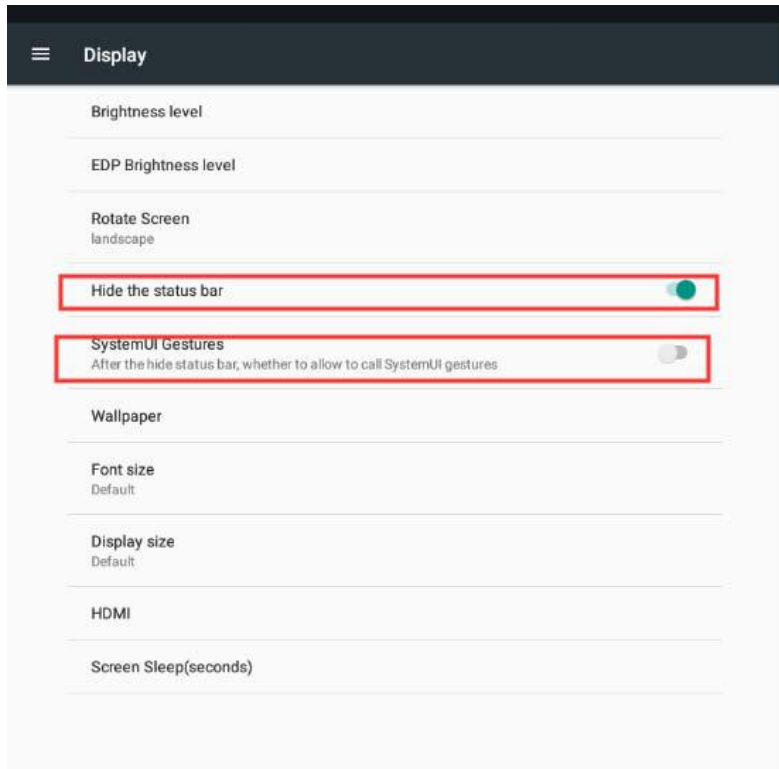 Display
Brightness level
EDP Brightness level
Rotate Screen
landscape
Hide the status bar
SystemUI Gestures
After the hide status bar, whether to allow to call SystemUI gestures
Wallpaper
Font size
Default
Display size
Default
HDMI
Screen Sleep(seconds)